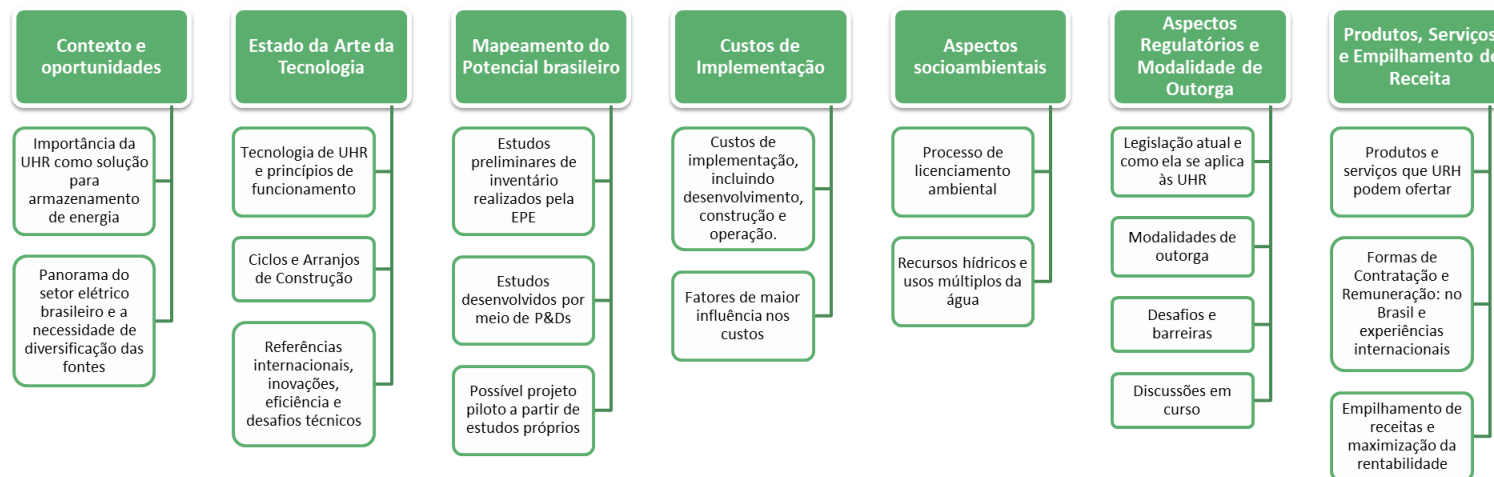 Contexto e
oportunidades
Importância da
UHR como solução
para
armazenamento
de energia
Panorama do
setor elétrico
brasileiro e a
necessidade de
diversificação das
fontes
Estado da Arte da
Tecnologia
Tecnologia de UHR
e princípios de
funcionamento
Ciclos e Arranjos
de Construção
Referências
internacionais,
inovações,
eficiência e
desafios técnicos
Mapeamento do
Potencial brasileiro
Estudos
preliminares de
inventário
realizados pela
EPE
Estudos
desenvolvidos por
meio de P&Ds
Possível projeto
piloto a partir de
estudos próprios
Custos de
Implementação
Custos de
implementação,
incluindo
desenvolvimento,
construção e
operação.
Fatores de maior
influência nos
custos
Aspectos
socioambientais
Processo de
licenciamento
ambiental
Recursos hídricos e
usos múltiplos da
água
Aspectos
Regulatórios e
Modalidade de
Outorga
Legislação atual e
como ela se aplica
às UHR
Modalidades de
outorga
Desafios e
barreiras
Discussões em
curso
Produtos, Serviços
e Empilhamento de
Receita
Produtos e
serviços que URH
podem ofertar
Formas de
Contratação e
Remuneração: no
Brasil e
experiências
internacionais
Empilhamento de
receitas e
maximização da
rentabilidade